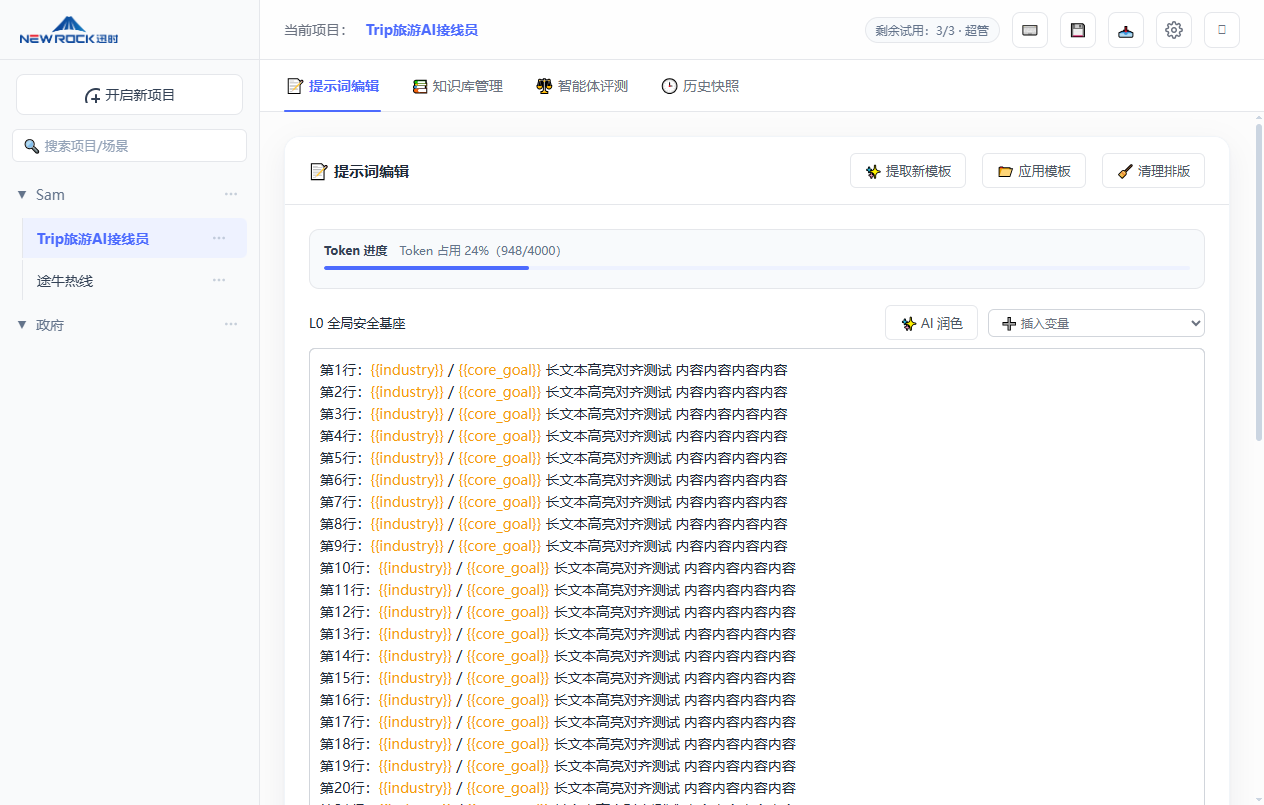 NEWROCK迅时
当前项目： Trip旅游AI接线员
剩余试用：3/3 · 超管
开启新项目
搜索项目/场景
▼ Sam ···
Trip旅游AI接线员 ···
途牛热线 ···
▼ 政府 ···
提示词编辑 知识库管理 智能体评测 历史快照
提示词编辑
提取新模板 应用模板 清理排版
Token 进度 Token 占用 24%（948/4000）
L0 全局安全基座
AI 润色 插入变量
第1行：{{industry}} / {{core_goal}} 长文本高亮对齐测试 内容内容内容内容
第2行：{{industry}} / {{core_goal}} 长文本高亮对齐测试 内容内容内容内容
第3行：{{industry}} / {{core_goal}} 长文本高亮对齐测试 内容内容内容内容
第4行：{{industry}} / {{core_goal}} 长文本高亮对齐测试 内容内容内容内容
第5行：{{industry}} / {{core_goal}} 长文本高亮对齐测试 内容内容内容内容
第6行：{{industry}} / {{core_goal}} 长文本高亮对齐测试 内容内容内容内容
第7行：{{industry}} / {{core_goal}} 长文本高亮对齐测试 内容内容内容内容
第8行：{{industry}} / {{core_goal}} 长文本高亮对齐测试 内容内容内容内容
第9行：{{industry}} / {{core_goal}} 长文本高亮对齐测试 内容内容内容内容
第10行：{{industry}} / {{core_goal}} 长文本高亮对齐测试 内容内容内容内容
第11行：{{industry}} / {{core_goal}} 长文本高亮对齐测试 内容内容内容内容
第12行：{{industry}} / {{core_goal}} 长文本高亮对齐测试 内容内容内容内容
第13行：{{industry}} / {{core_goal}} 长文本高亮对齐测试 内容内容内容内容
第14行：{{industry}} / {{core_goal}} 长文本高亮对齐测试 内容内容内容内容
第15行：{{industry}} / {{core_goal}} 长文本高亮对齐测试 内容内容内容内容
第16行：{{industry}} / {{core_goal}} 长文本高亮对齐测试 内容内容内容内容
第17行：{{industry}} / {{core_goal}} 长文本高亮对齐测试 内容内容内容内容
第18行：{{industry}} / {{core_goal}} 长文本高亮对齐测试 内容内容内容内容
第19行：{{industry}} / {{core_goal}} 长文本高亮对齐测试 内容内容内容内容
第20行：{{industry}} / {{core_goal}} 长文本高亮对齐测试 内容内容内容内容